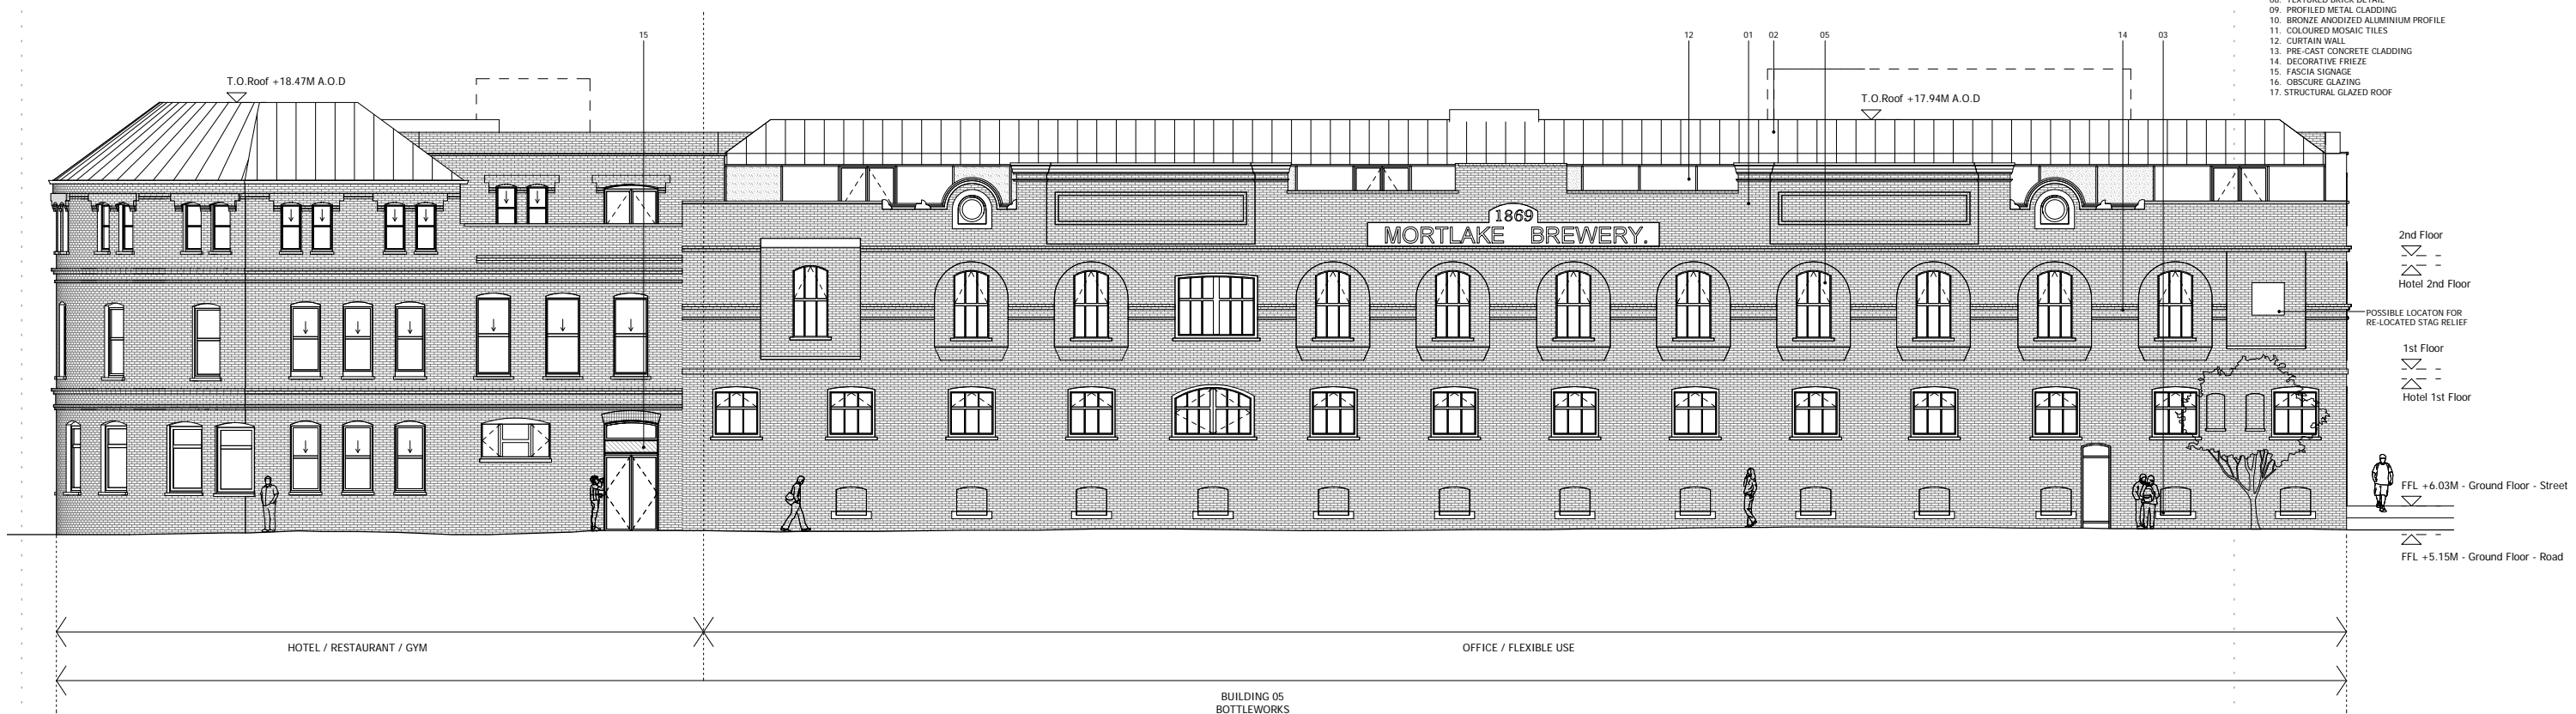 08. TEXTURED BRICK DETAIL
09. PROFILED METAL CLADDING
10. BRONZE ANODIZED ALUMINIUM PROFILE
11. COLOURED MOSAIC TILES
12. CURTAIN WALL
13. PRE-CAST CONCRETE CLADDING
14. DECORATIVE FRIEZE
15. FASCIA SIGNAGE
16. OBSCURE GLAZING
17. STRUCTURAL GLAZED ROOF
15
12
01
02
05
14
03
T.O.Roof +18.47M A.O.D
T.O.Roof +17.94M A.O.D
1869
MORTLAKE BREWERY.
2nd Floor
Hotel 2nd Floor
POSSIBLE LOCATON FOR
RE-LOCATED STAG RELIEF
1st Floor
Hotel 1st Floor
FFL +6.03M - Ground Floor - Street
FFL +5.15M - Ground Floor - Road
HOTEL / RESTAURANT / GYM
OFFICE / FLEXIBLE USE
BUILDING 05
BOTTLEWORKS